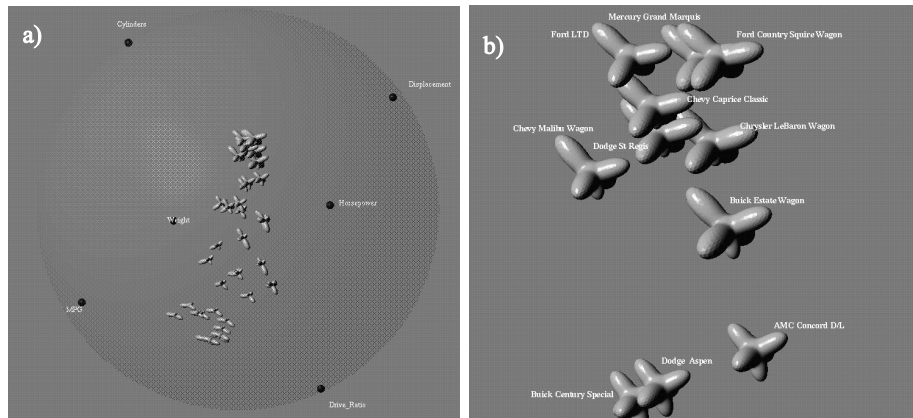 a)
Cylinders
Displacement
Horsepower
Weight
MPG
Drive_Ratio
b)
Mercury Grand Marquis
Ford LTD
Ford Country Squire Wagon
Chevy Caprice Classic
Chevy Malibu Wagon
Chrysler LeBaron Wagon
Dodge St Regis
Buick Estate Wagon
AMC Concord D/L
Dodge Aspen
Buick Century Special